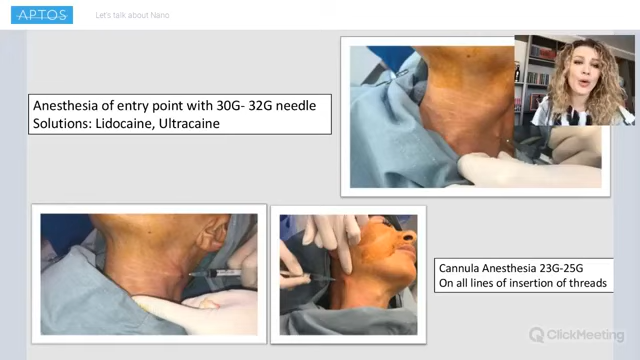 APTOS
Let's talk about Nano
Anesthesia of entry point with 30G- 32G needle
Solutions: Lidocaine, Ultracaine
Cannula Anesthesia 23G-25G
On all lines of insertion of threads
ClickMeeting